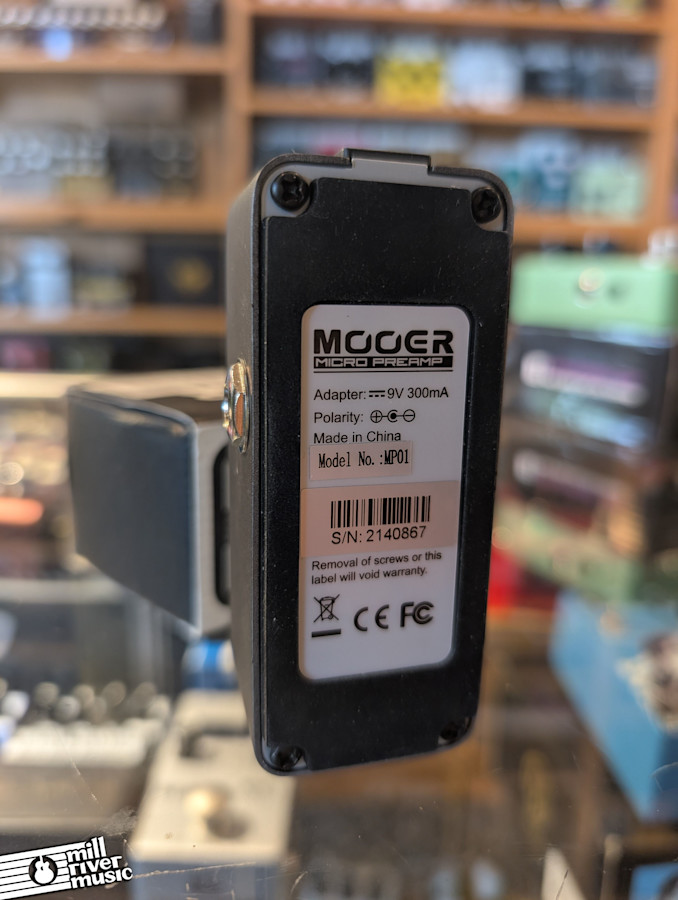 MOOER
MICRO PREAMP
Adapter: 9V 300mA
Polarity:
Made in China
Model No.:MP01
S/N: 2140867
Removal of screws or this
label will void warranty.
CE FC
mill
river
music